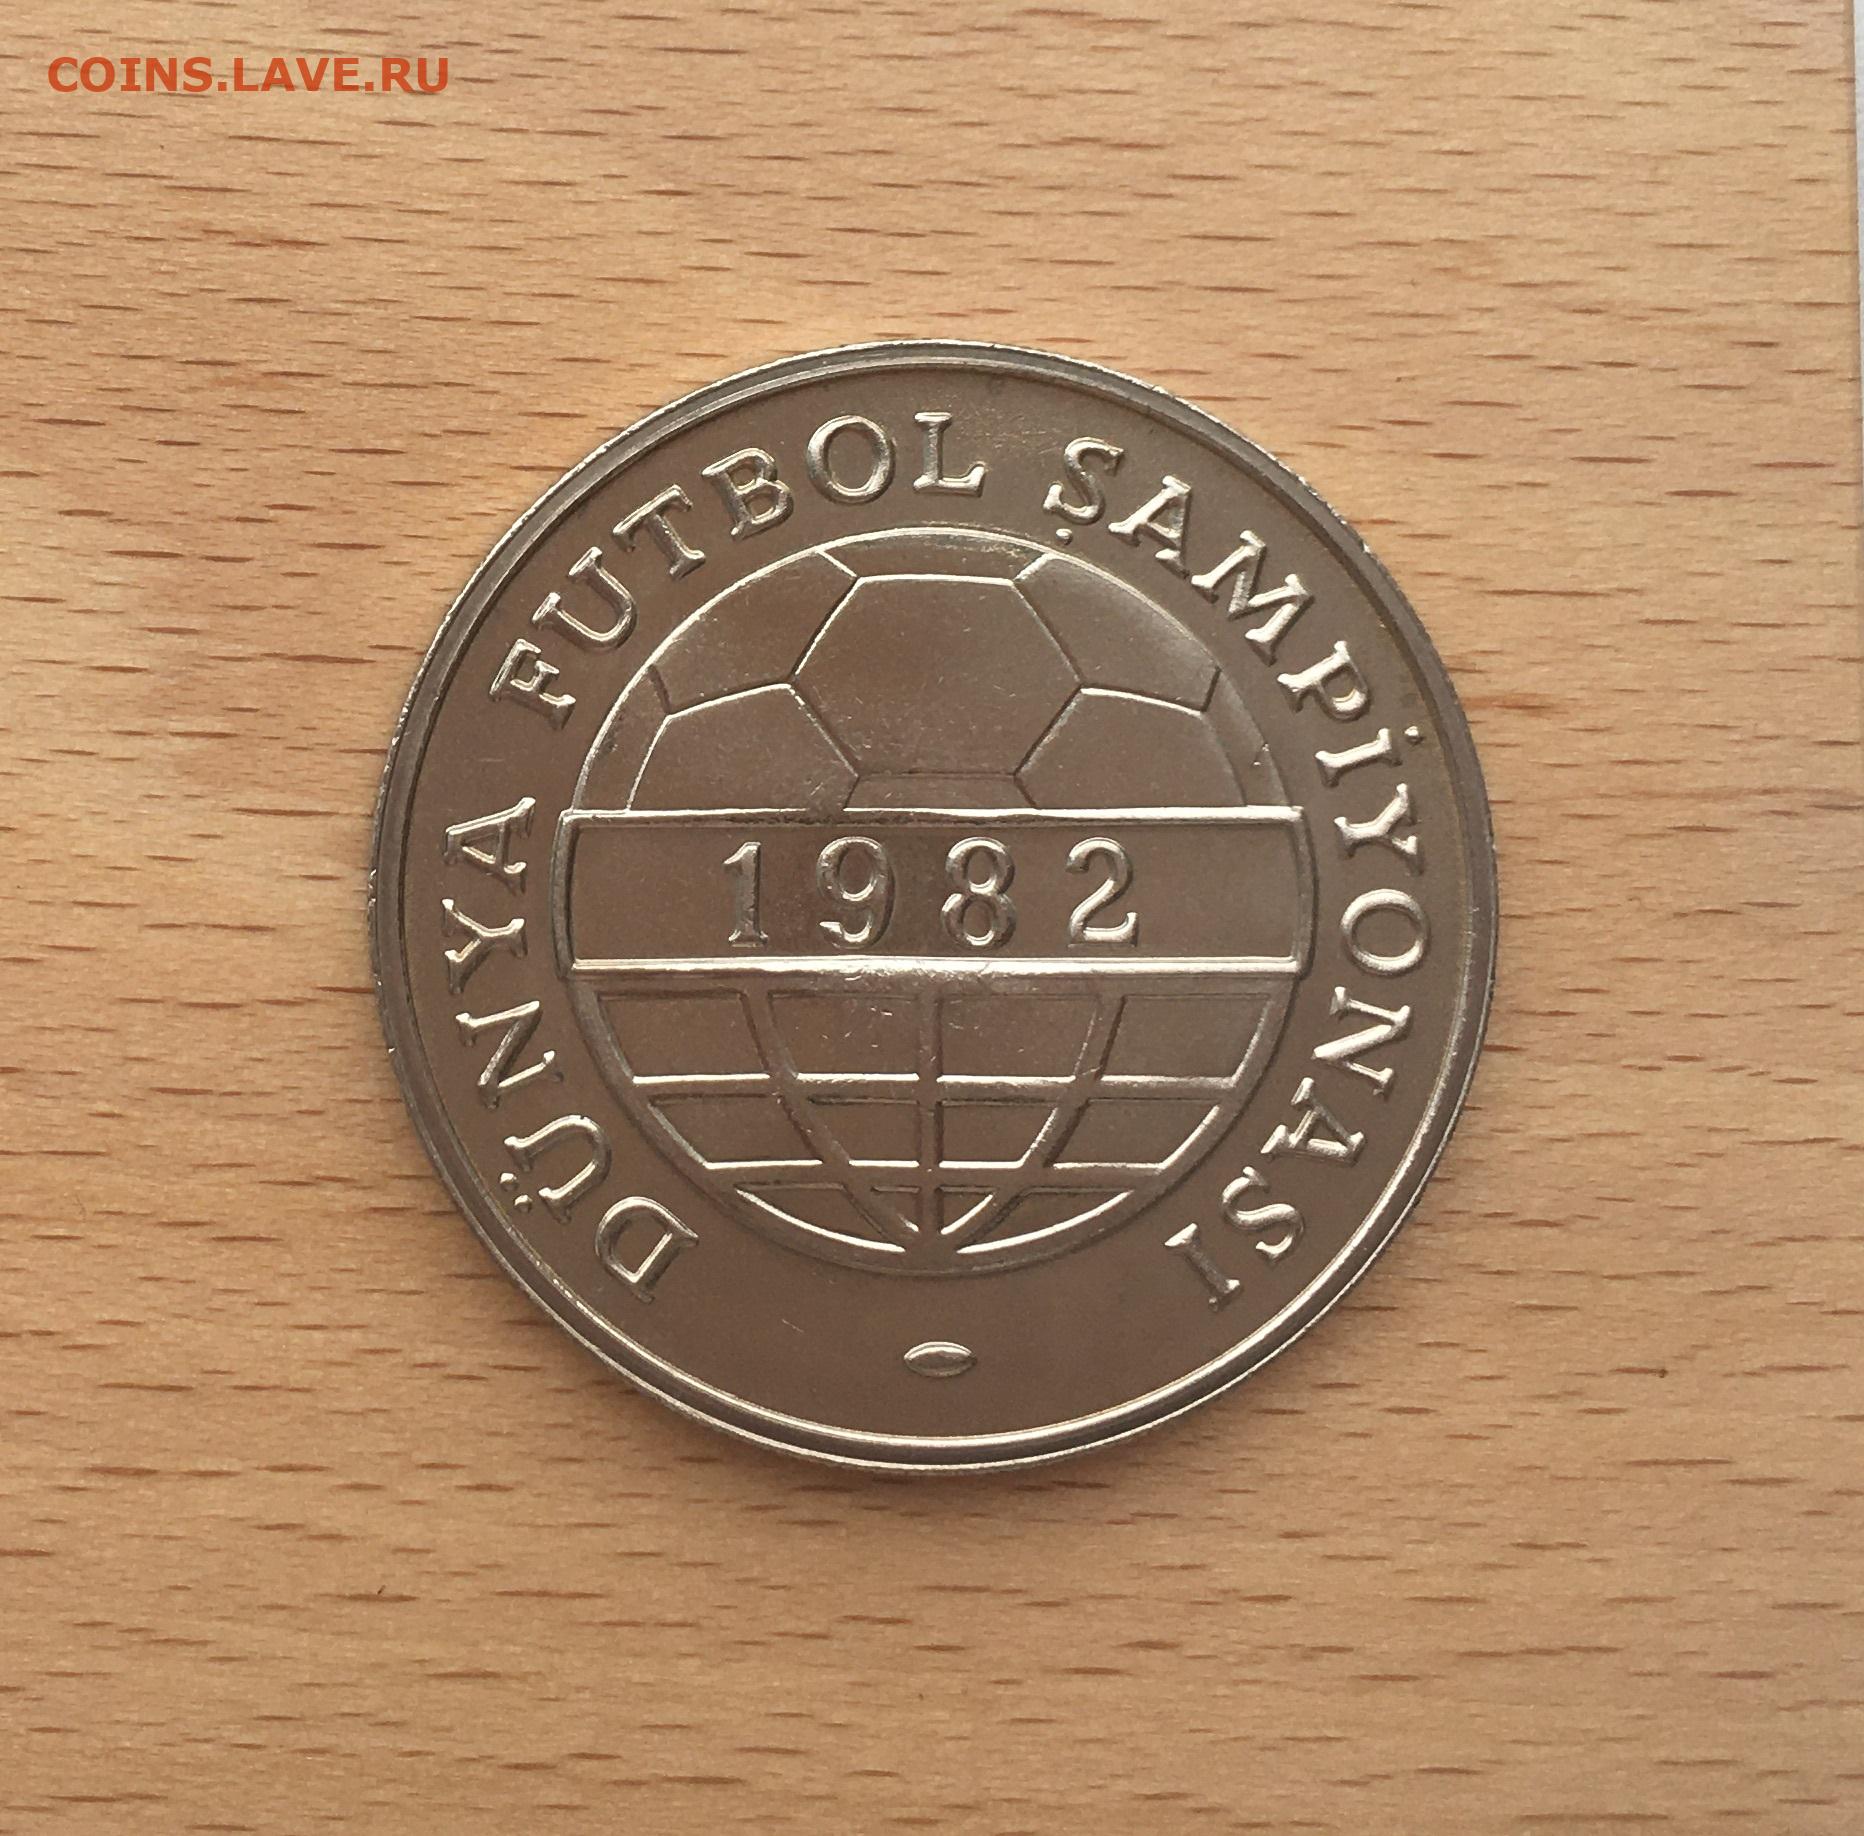 COINS.LAVE.RU
DÜNYA FUTBOL ŞAMPİYONASI
1982